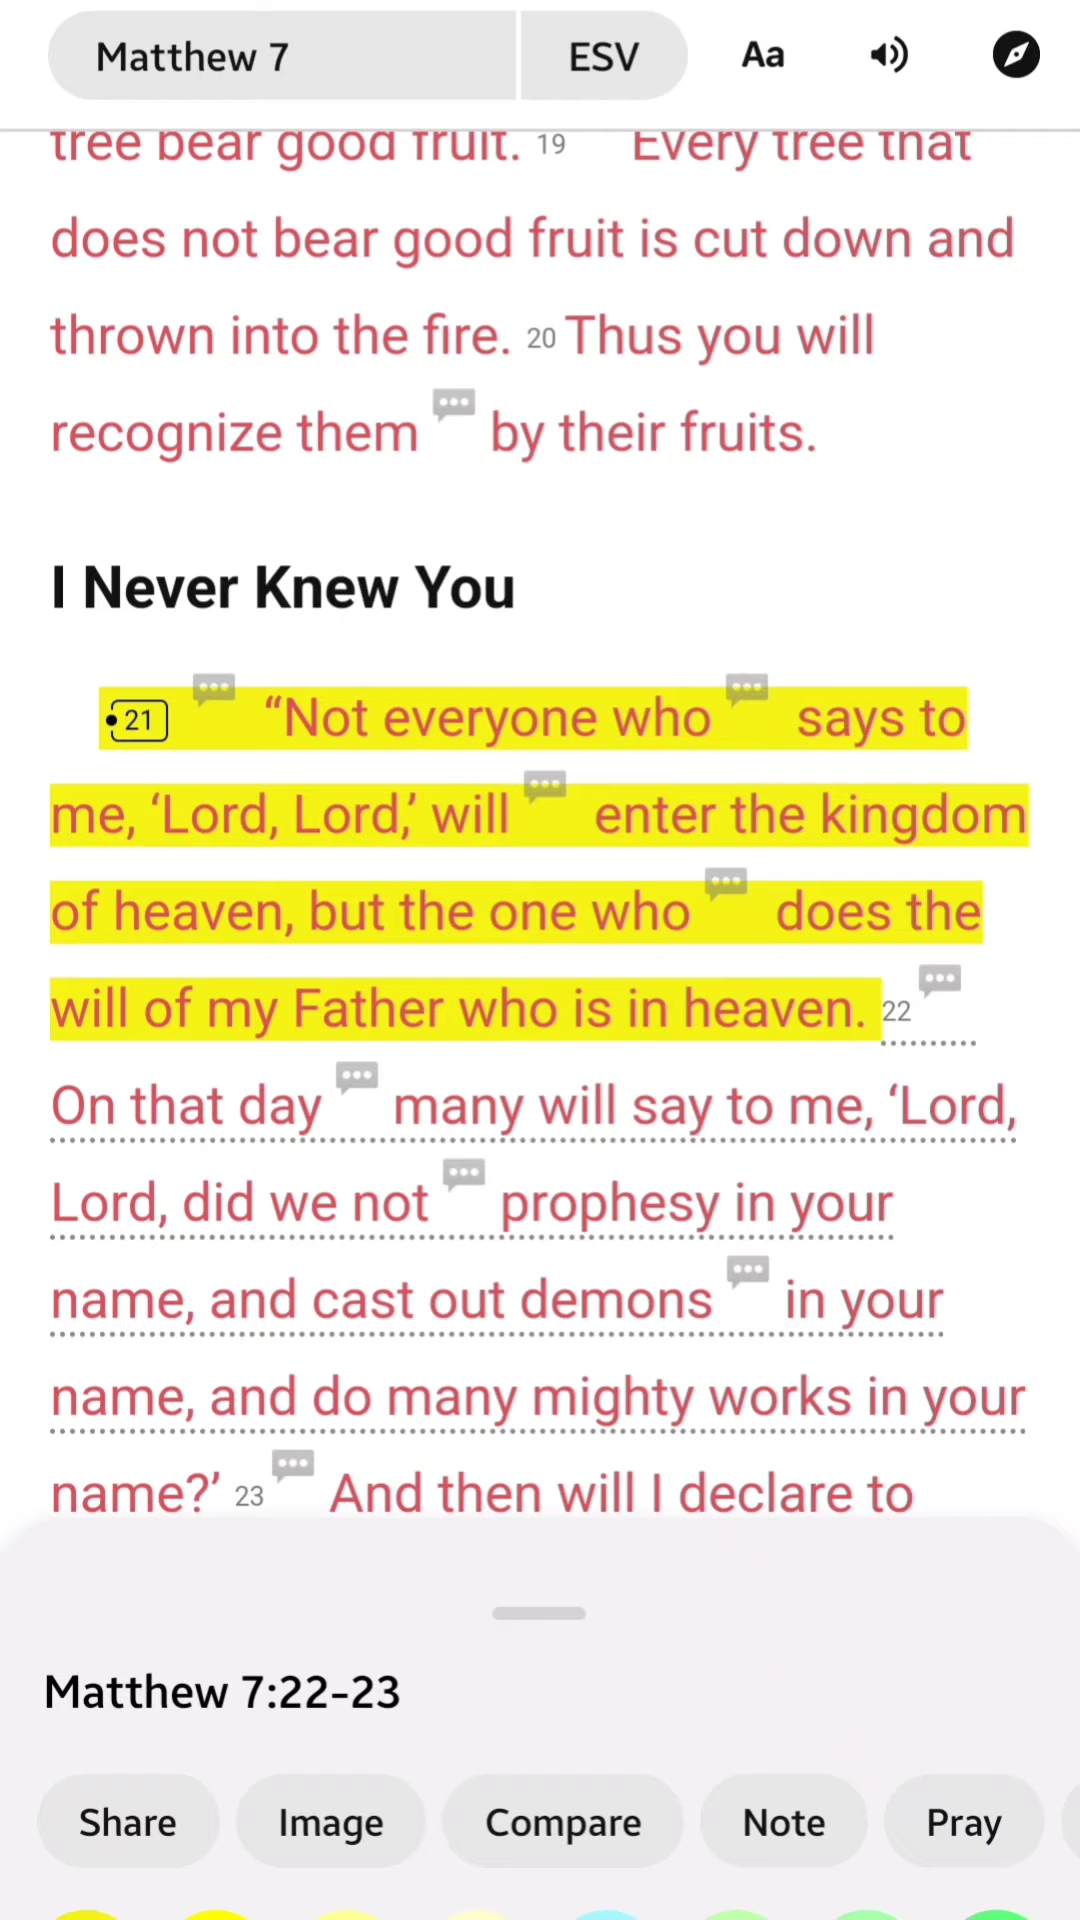 Matthew 7 ESV Aa
tree bear good fruit. 19 Every tree that
does not bear good fruit is cut down and
thrown into the fire. 20 Thus you will
recognize them by their fruits.
I Never Knew You
21 “Not everyone who says to
me, ‘Lord, Lord,’ will enter the kingdom
of heaven, but the one who does the
will of my Father who is in heaven. 22
On that day many will say to me, ‘Lord,
Lord, did we not prophesy in your
name, and cast out demons in your
name, and do many mighty works in your
name?’ 23 And then will I declare to
Matthew 7:22-23
Share Image Compare Note Pray